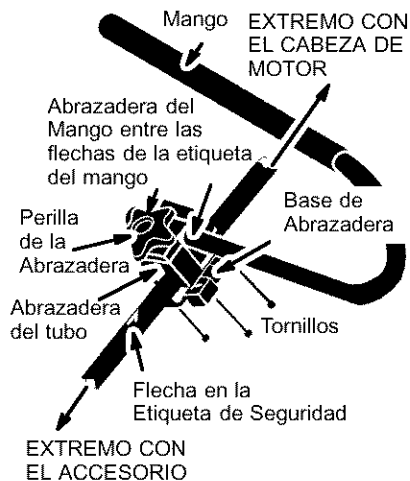 Mango
EXTREMO CON
EL CABEZA DE
MOTOR
Abrazadera del
Mango entre las
flechas de la etiqueta
del mango
Base de
Abrazadera
Perilla
de la
Abrazadera
Abrazadera
del tubo
Tornillos
Flecha en la
Etiqueta de Seguridad
EXTREMO CON
EL ACCESORIO